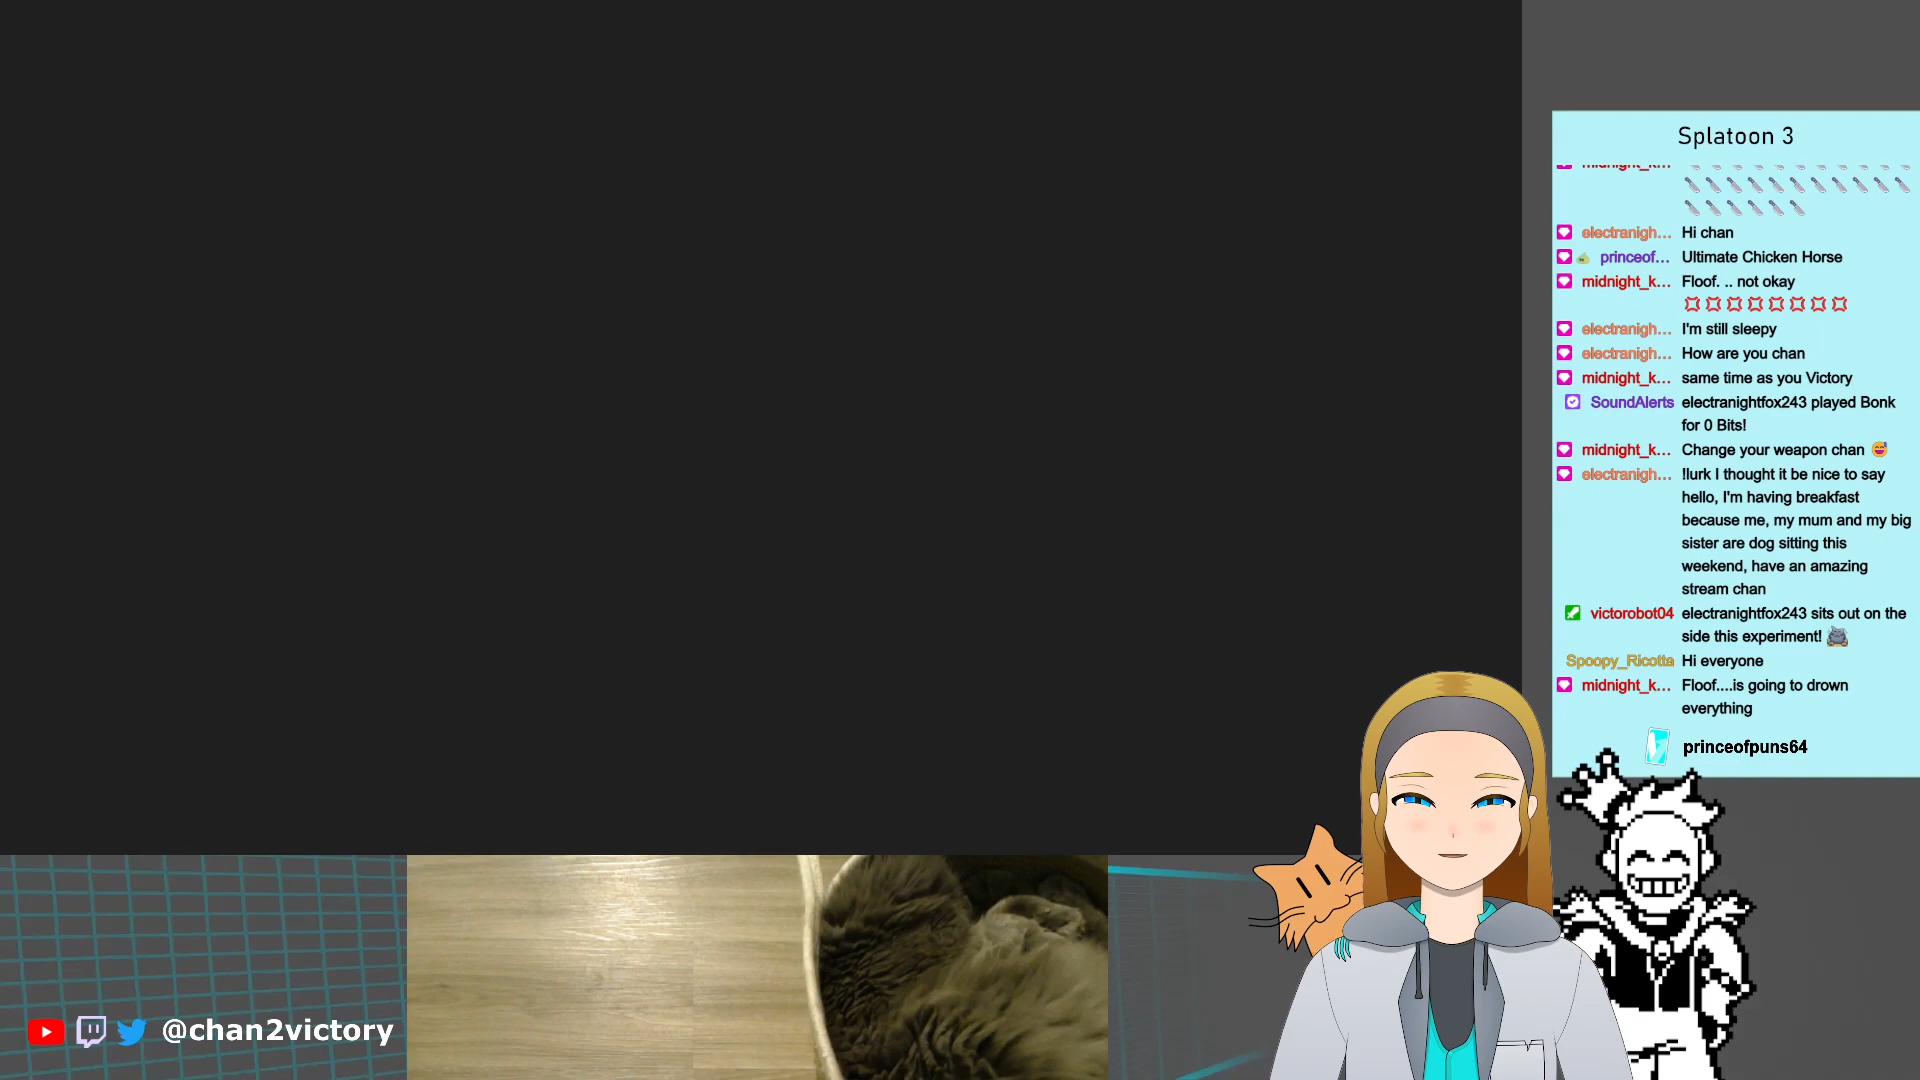 Splatoon 3
midnight_k...
electranigh... Hi chan
princeof... Ultimate Chicken Horse
midnight_k... Floof. .. not okay
electranigh... I'm still sleepy
electranigh... How are you chan
midnight_k... same time as you Victory
SoundAlerts electranightfox243 played Bonk
for 0 Bits!
midnight_k... Change your weapon chan
electranigh... !lurk I thought it be nice to say
hello, I'm having breakfast
because me, my mum and my big
sister are dog sitting this
weekend, have an amazing
stream chan
victorobot04 electranightfox243 sits out on the
side this experiment!
Spoopy_Ricotta Hi everyone
midnight_k... Floof....is going to drown
everything
princeofpuns64
@chan2victory